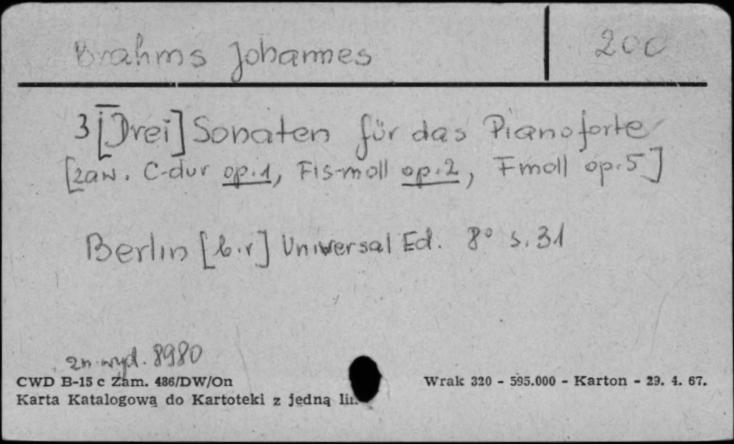 Brahms Johannes 200
3 [Drei] Sonaten für das Pianoforte
[zaw. C-dur op. 1, Fis-moll op. 2, F moll op. 5]
Berlin [b.r] Universal Ed. 8° s. 31
zn. wyd. 8980
CWD B-15 c Zam. 486/DW/On Wrak 320 - 595.000 - Karton - 29. 4. 67.
Karta Katalogową do Kartoteki z jedną